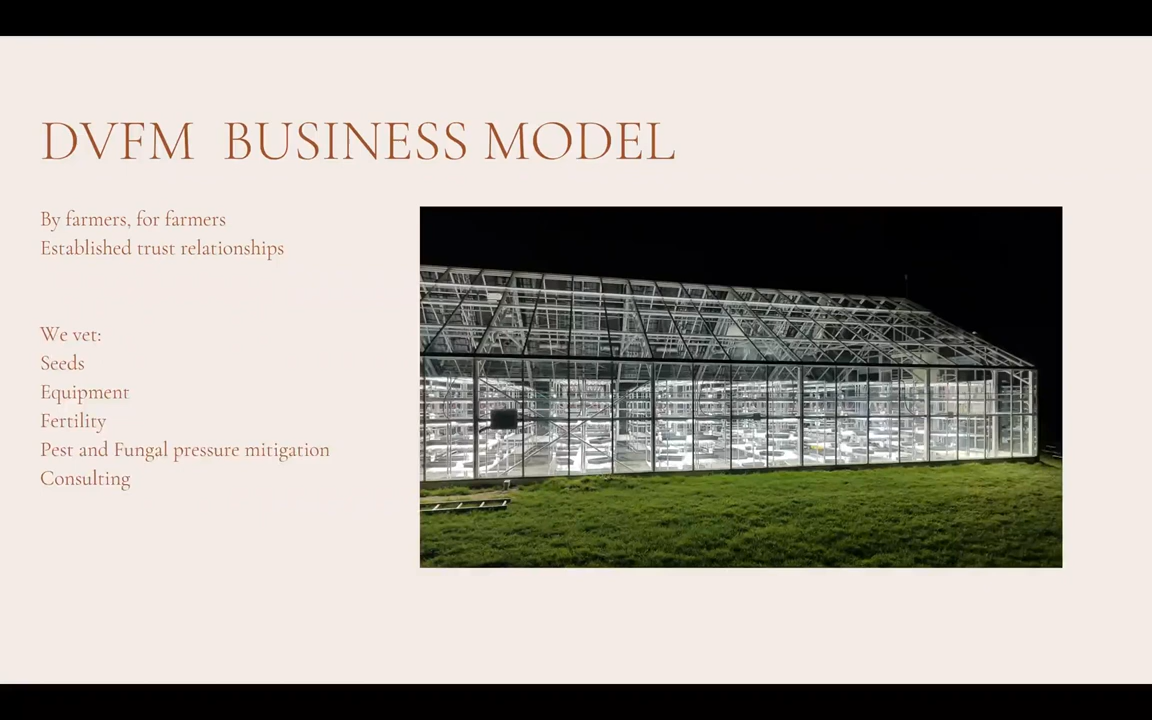 DVFM BUSINESS MODEL
By farmers, for farmers
Established trust relationships
We vet:
Seeds
Equipment
Fertility
Pest and Fungal pressure mitigation
Consulting